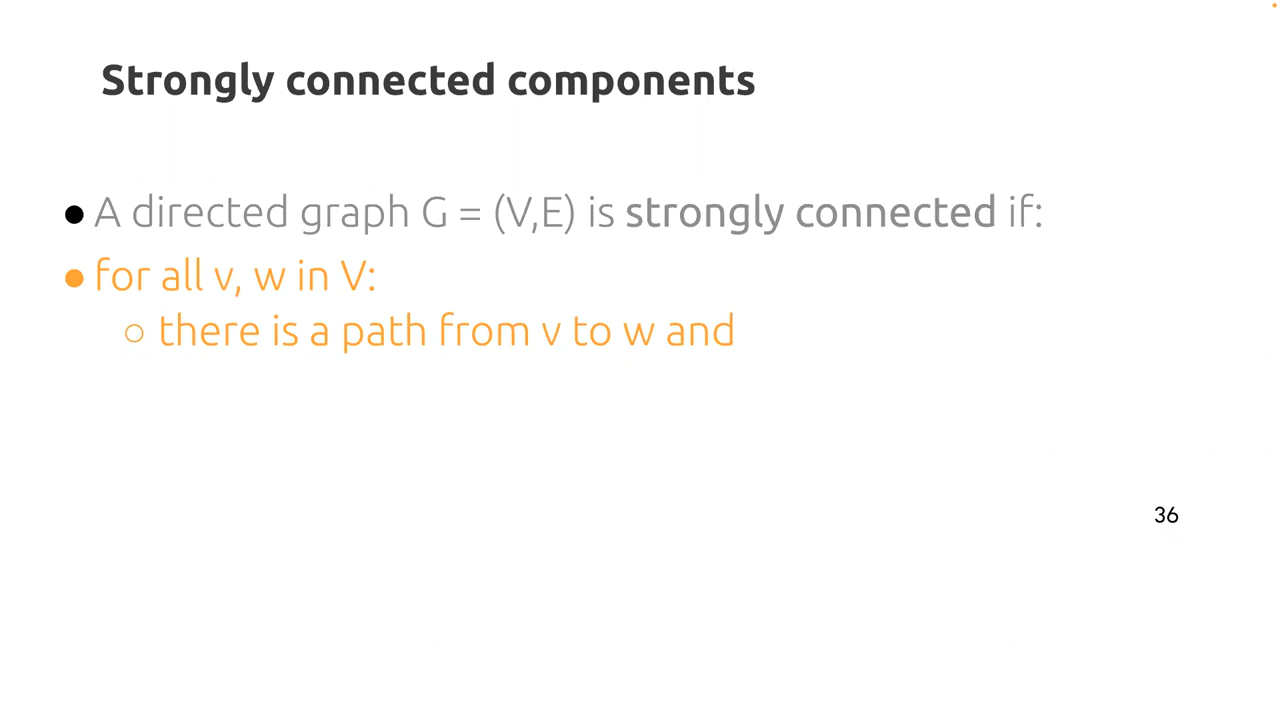 Strongly connected components
● A directed graph G = (V,E) is strongly connected if:
● for all v, w in V:
○ there is a path from v to w and
36